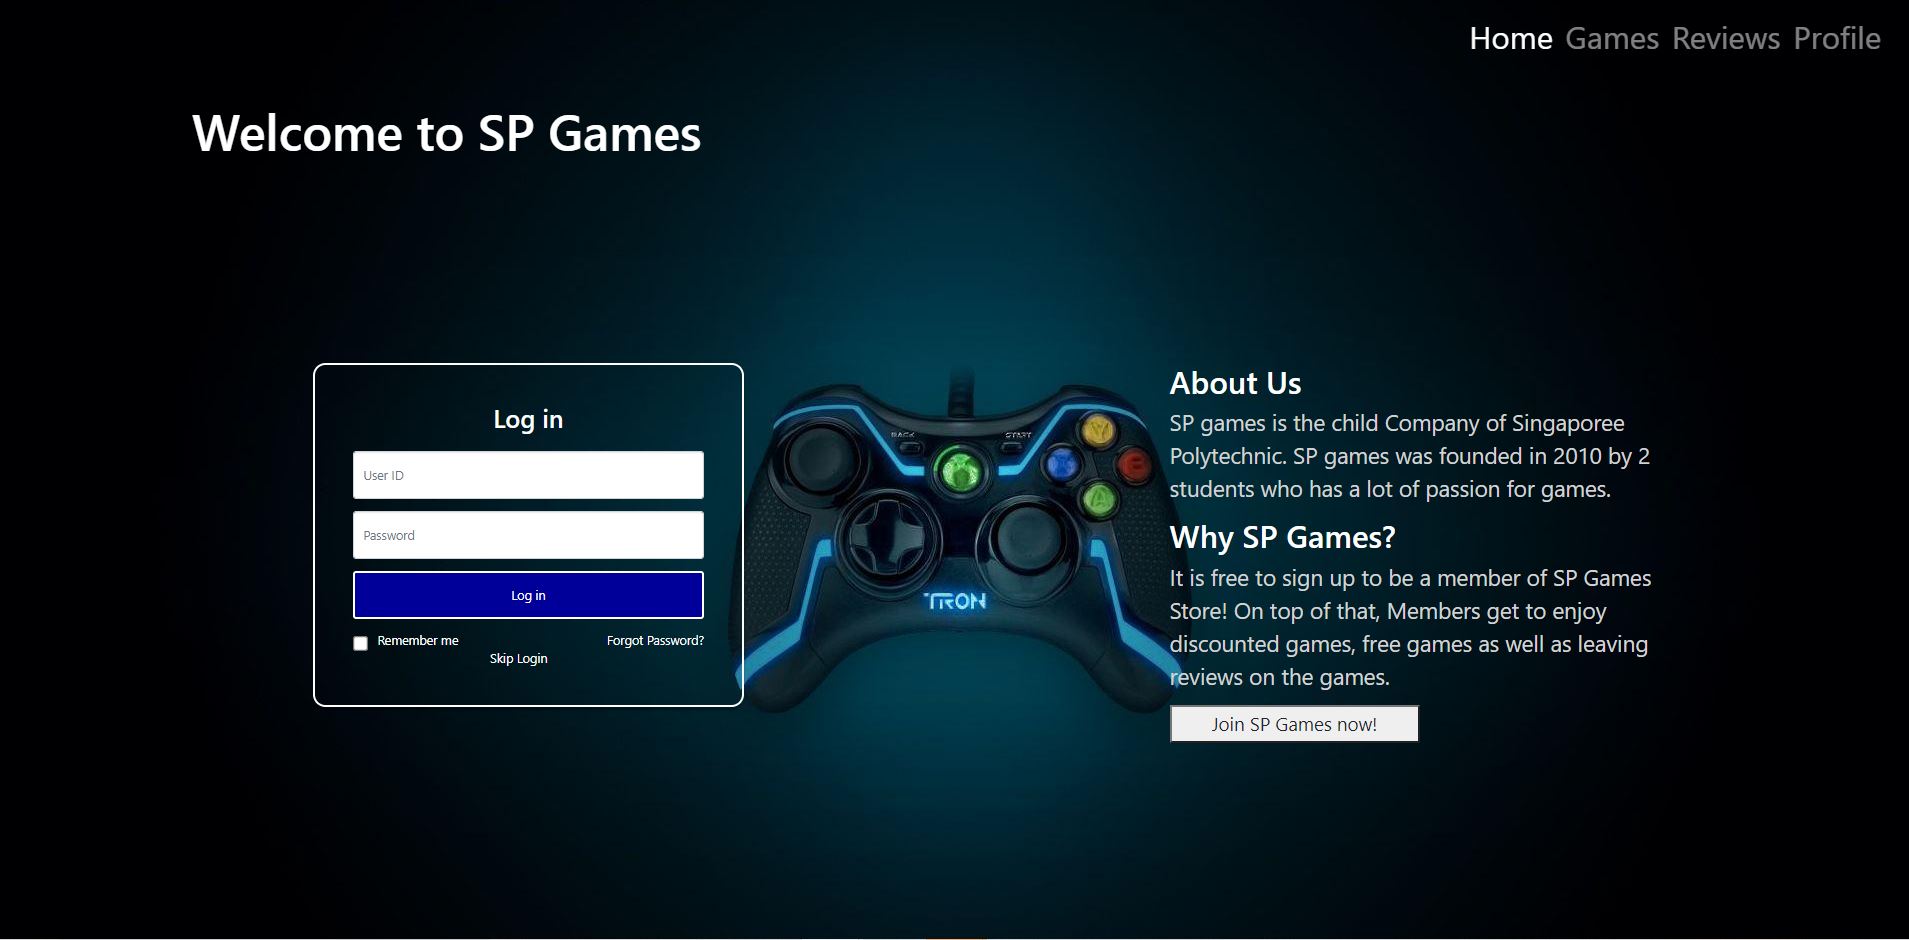 Home Games Reviews Profile
Welcome to SP Games
Log in
User ID
Password
Log in
Remember me
Forgot Password?
Skip Login
BACK
START
Y
X
B
A
TRON
About Us
SP games is the child Company of Singaporee
Polytechnic. SP games was founded in 2010 by 2
students who has a lot of passion for games.
Why SP Games?
It is free to sign up to be a member of SP Games
Store! On top of that, Members get to enjoy
discounted games, free games as well as leaving
reviews on the games.
Join SP Games now!